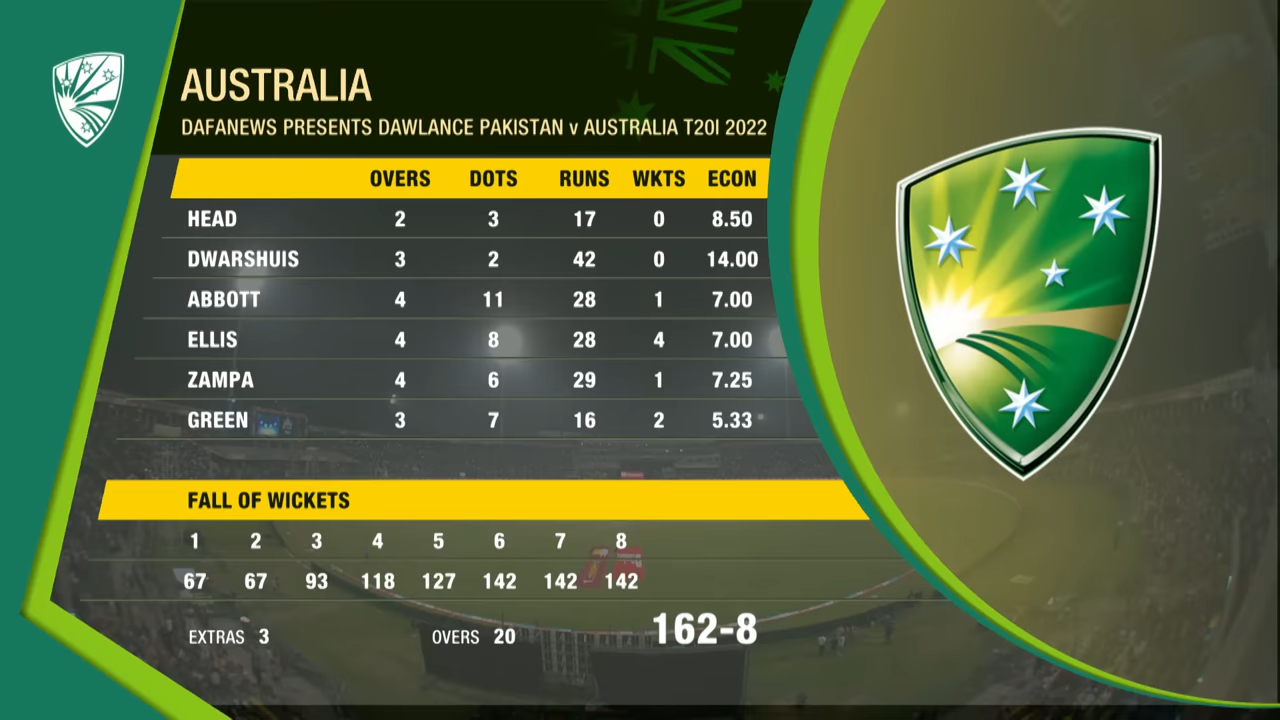 AUSTRALIA
DAFANEWS PRESENTS DAWLANCE PAKISTAN v AUSTRALIA T20I 2022
OVERS DOTS RUNS WKTS ECON
HEAD 2 3 17 0 8.50
DWARSHUIS 3 2 42 0 14.00
ABBOTT 4 11 28 1 7.00
ELLIS 4 8 28 4 7.00
ZAMPA 4 6 29 1 7.25
GREEN 3 7 16 2 5.33
FALL OF WICKETS
1 2 3 4 5 6 7 8
67 67 93 118 127 142 142 142
EXTRAS 3 OVERS 20 162-8